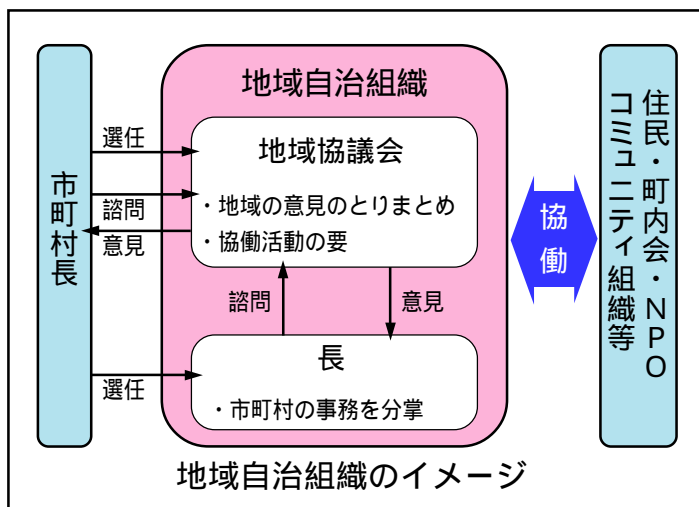 市町村長
選任
諮問
意見
選任
地域自治組織
地域協議会
・地域の意見のとりまとめ
・協働活動の要
諮問
意見
長
・市町村の事務を分掌
協働
住民・町内会・NPO
コミュニティ組織等
地域自治組織のイメージ